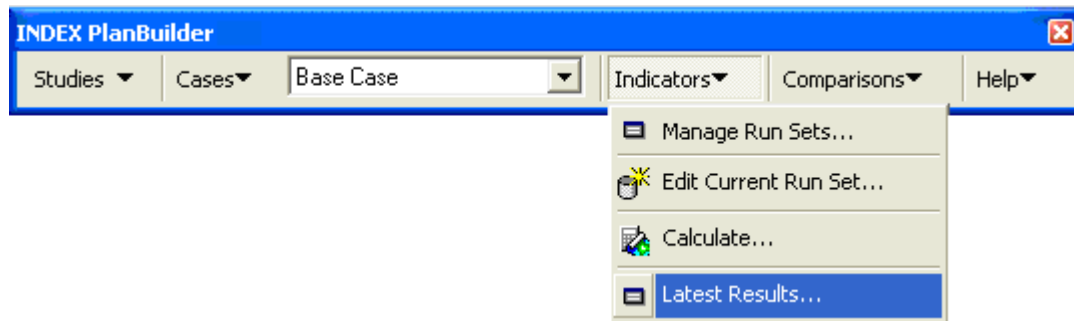 INDEX PlanBuilder
Studies Cases Base Case Indicators Comparisons Help
Manage Run Sets...
Edit Current Run Set...
Calculate...
Latest Results...